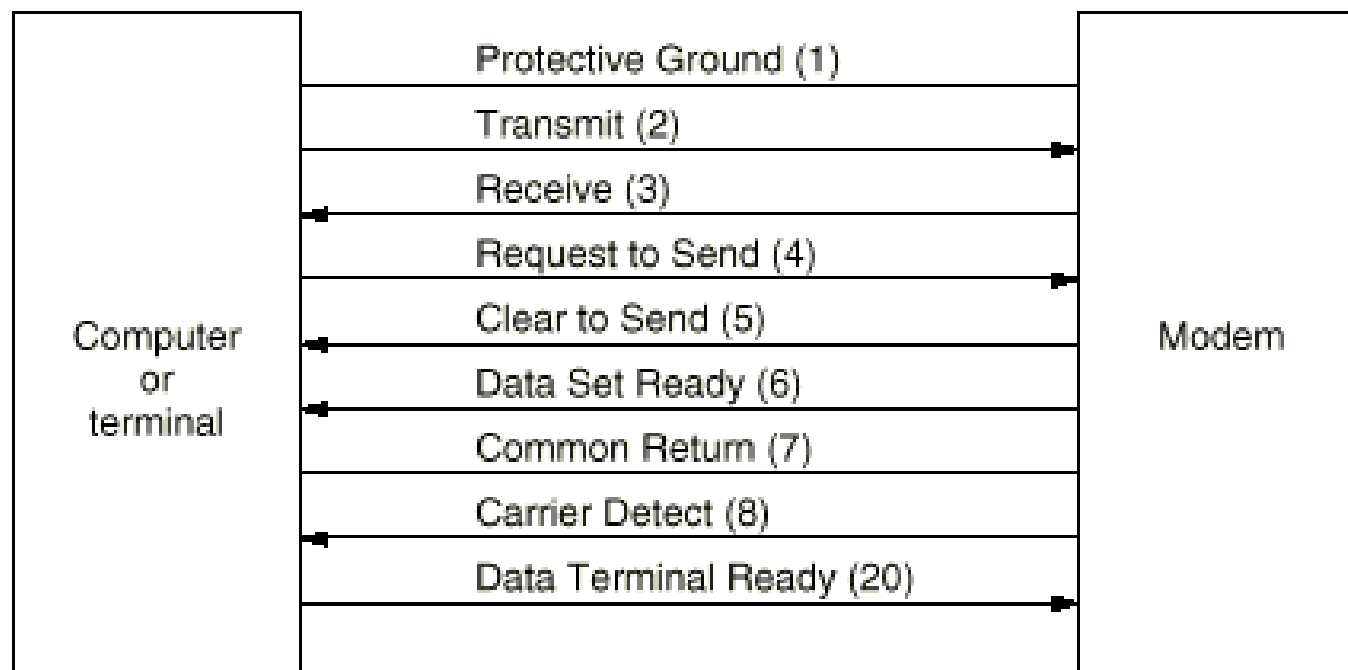 Protective Ground (1)
Transmit (2)
Receive (3)
Request to Send (4)
Clear to Send (5)
Data Set Ready (6)
Common Return (7)
Carrier Detect (8)
Data Terminal Ready (20)
Computer
or
terminal
Modem